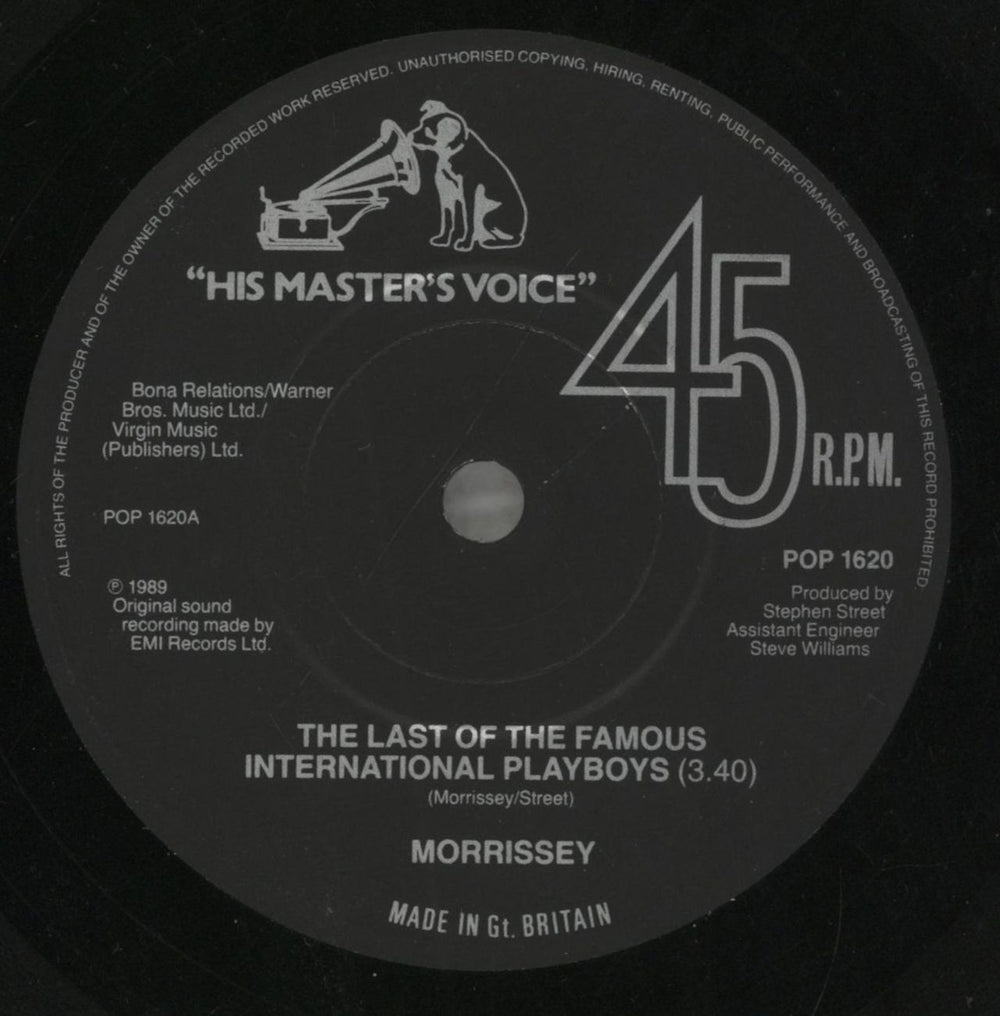 ALL RIGHTS OF THE PRODUCER AND OF THE OWNER OF THE RECORDED WORK RESERVED. UNAUTHORISED COPYING, HIRING, RENTING, PUBLIC PERFORMANCE AND BROADCASTING OF THIS RECORD PROHIBITED
“HIS MASTER'S VOICE”
45 R.P.M.
Bona Relations/Warner
Bros. Music Ltd./
Virgin Music
(Publishers) Ltd.
POP 1620A
℗ 1989
Original sound
recording made by
EMI Records Ltd.
POP 1620
Produced by
Stephen Street
Assistant Engineer
Steve Williams
THE LAST OF THE FAMOUS
INTERNATIONAL PLAYBOYS (3.40)
(Morrissey/Street)
MORRISSEY
MADE IN Gt. BRITAIN